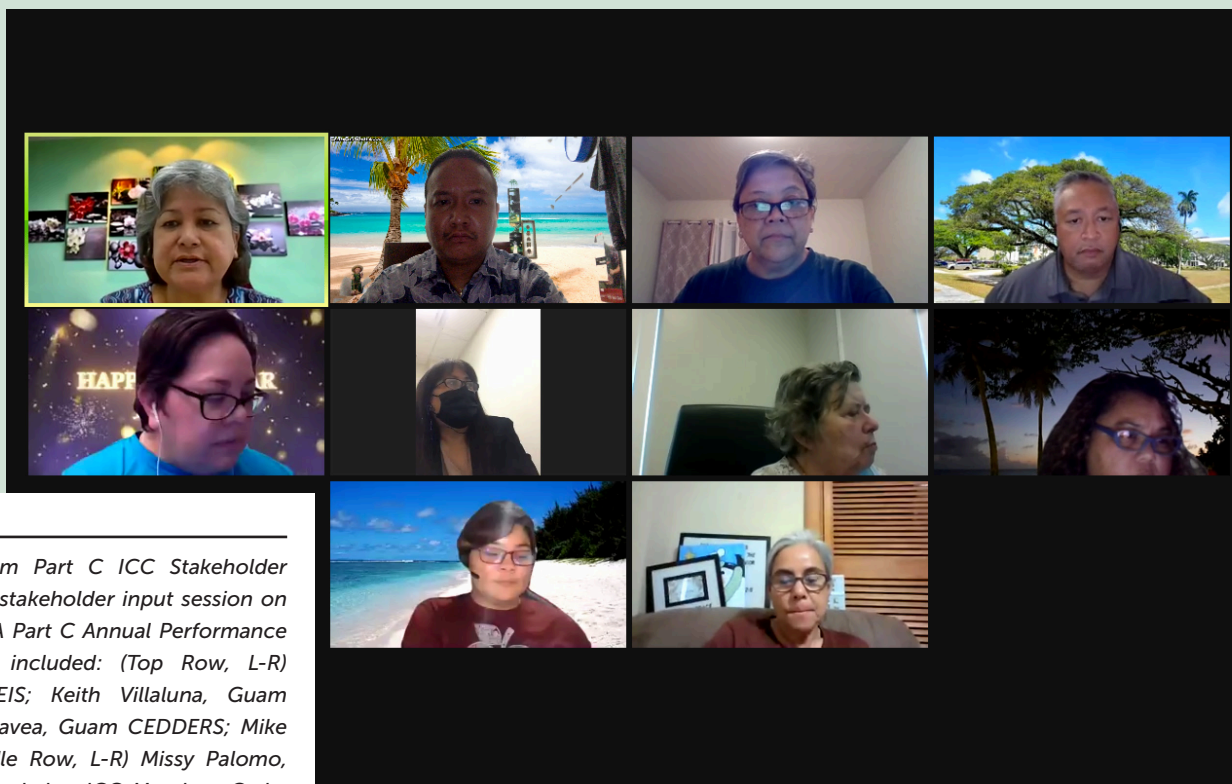 HAPP AR
m Part C ICC Stakeholder
stakeholder input session on
A Part C Annual Performance
included: (Top Row, L-R)
EIS; Keith Villaluna, Guam
avea, Guam CEDDERS; Mike
le Row, L-R) Missy Palomo,